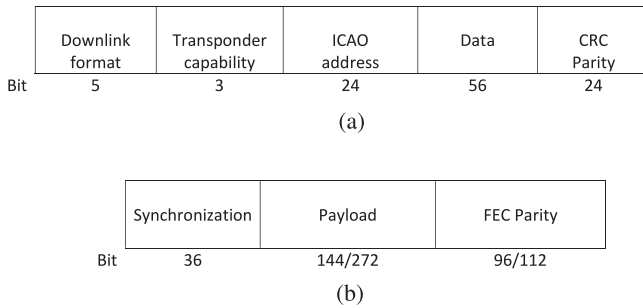 Downlink format Transponder capability ICAO address Data CRC Parity
Bit 5 3 24 56 24
(a)
Synchronization Payload FEC Parity
Bit 36 144/272 96/112
(b)